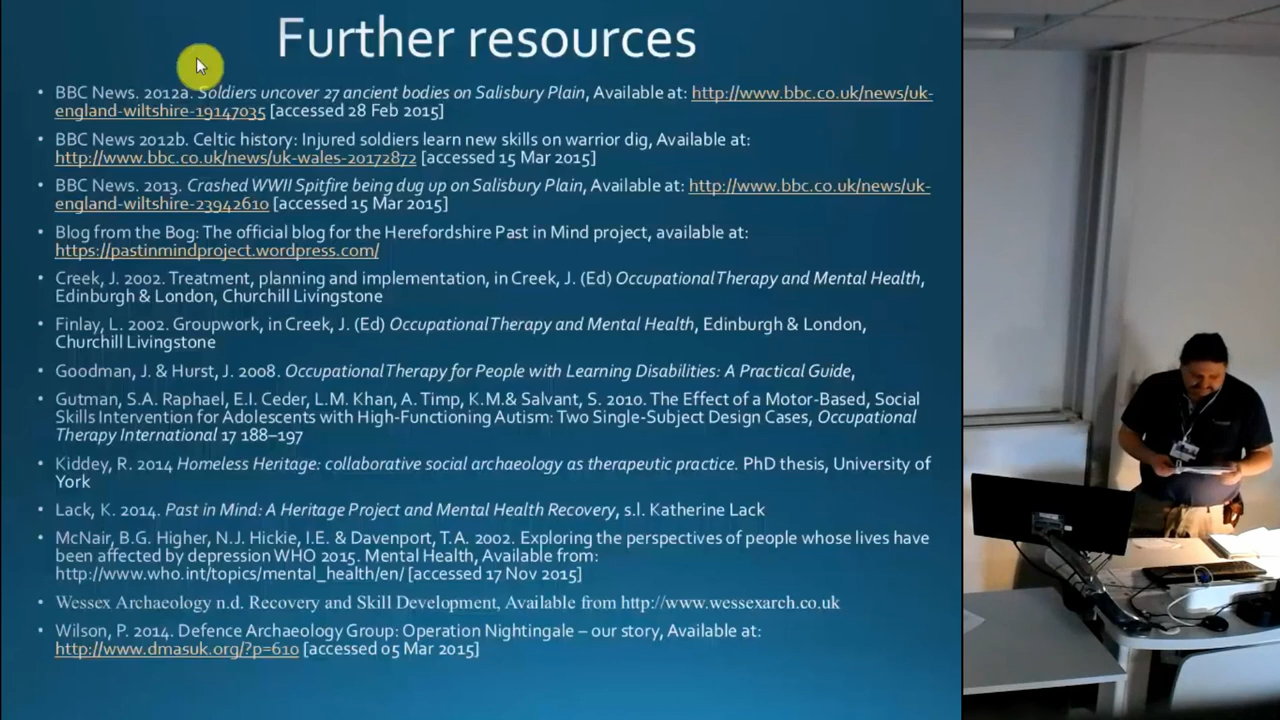 Further resources
• BBC News. 2012a. Soldiers uncover 27 ancient bodies on Salisbury Plain, Available at: http://www.bbc.co.uk/news/uk-
england-wiltshire-19147035 [accessed 28 Feb 2015]
• BBC News 2012b. Celtic history: Injured soldiers learn new skills on warrior dig, Available at:
http://www.bbc.co.uk/news/uk-wales-20172872 [accessed 15 Mar 2015]
• BBC News. 2013. Crashed WWII Spitfire being dug up on Salisbury Plain, Available at: http://www.bbc.co.uk/news/uk-
england-wiltshire-23942610 [accessed 15 Mar 2015]
• Blog from the Bog: The official blog for the Herefordshire Past in Mind project, available at:
https://pastinmindproject.wordpress.com/
• Creek, J. 2002. Treatment, planning and implementation, in Creek, J. (Ed) Occupational Therapy and Mental Health,
Edinburgh & London, Churchill Livingstone
• Finlay, L. 2002. Groupwork, in Creek, J. (Ed) Occupational Therapy and Mental Health, Edinburgh & London,
Churchill Livingstone
• Goodman, J. & Hurst, J. 2008. Occupational Therapy for People with Learning Disabilities: A Practical Guide,
• Gutman, S.A. Raphael, E.I. Ceder, L.M. Khan, A. Timp, K.M.& Salvant, S. 2010. The Effect of a Motor-Based, Social
Skills Intervention for Adolescents with High-Functioning Autism: Two Single-Subject Design Cases, Occupational
Therapy International 17 188–197
• Kiddey, R. 2014 Homeless Heritage: collaborative social archaeology as therapeutic practice. PhD thesis, University of
York
• Lack, K. 2014. Past in Mind: A Heritage Project and Mental Health Recovery, s.l. Katherine Lack
• McNair, B.G. Higher, N.J. Hickie, I.E. & Davenport, T.A. 2002. Exploring the perspectives of people whose lives have
been affected by depression WHO 2015. Mental Health, Available from:
http://www.who.int/topics/mental_health/en/ [accessed 17 Nov 2015]
• Wessex Archaeology n.d. Recovery and Skill Development, Available from http://www.wessexarch.co.uk
• Wilson, P. 2014. Defence Archaeology Group: Operation Nightingale – our story, Available at:
http://www.dmasuk.org/?p=610 [accessed 05 Mar 2015]